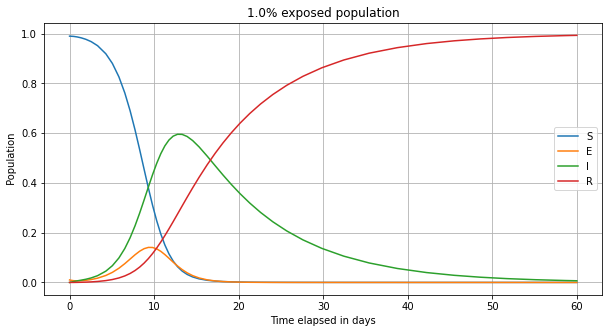 1.0% exposed population
Population
1.0
0.8
0.6
0.4
0.2
0.0
S
E
I
R
0 10 20 30 40 50 60
Time elapsed in days